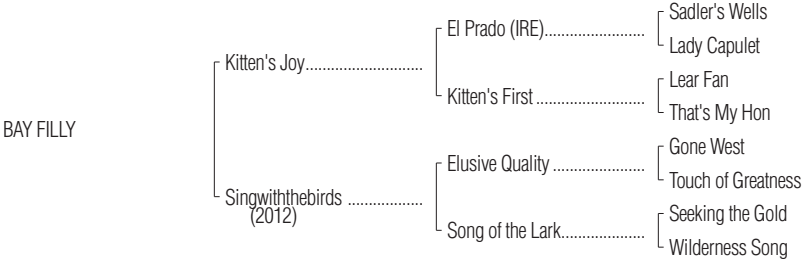 Sadler's Wells
El Prado (IRE)........................
Lady Capulet
Kitten's Joy............................
Lear Fan
Kitten's First ..........................
That's My Hon
BAY FILLY
Gone West
Elusive Quality ......................
Touch of Greatness
Singwiththebirds ..................
(2012)
Seeking the Gold
Song of the Lark....................
Wilderness Song